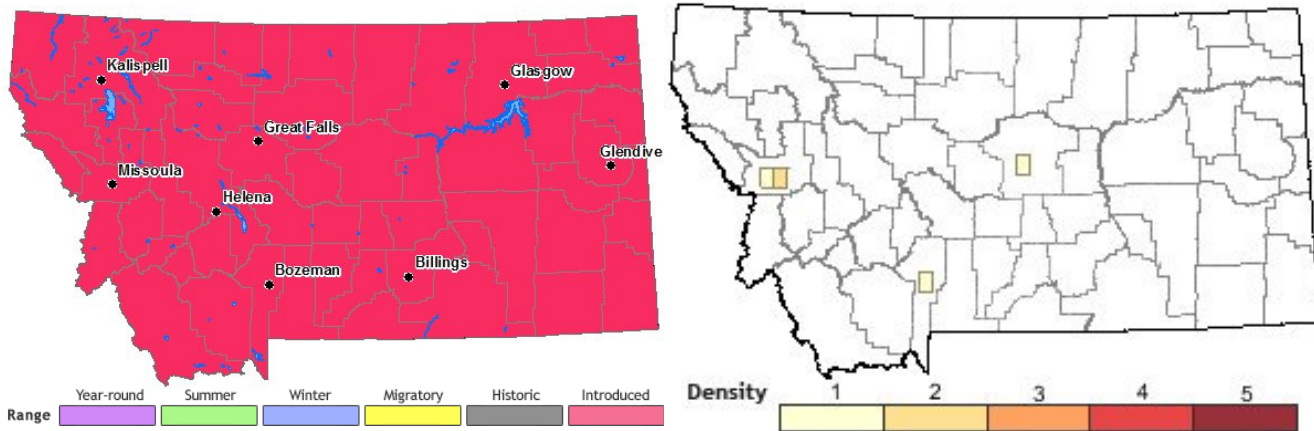 Kalispell
Glasgow
Great Falls
Glendive
Missoula
Helena
Billings
Bozeman
Year-round Summer Winter Migratory Historic Introduced
Range
Density 1 2 3 4 5